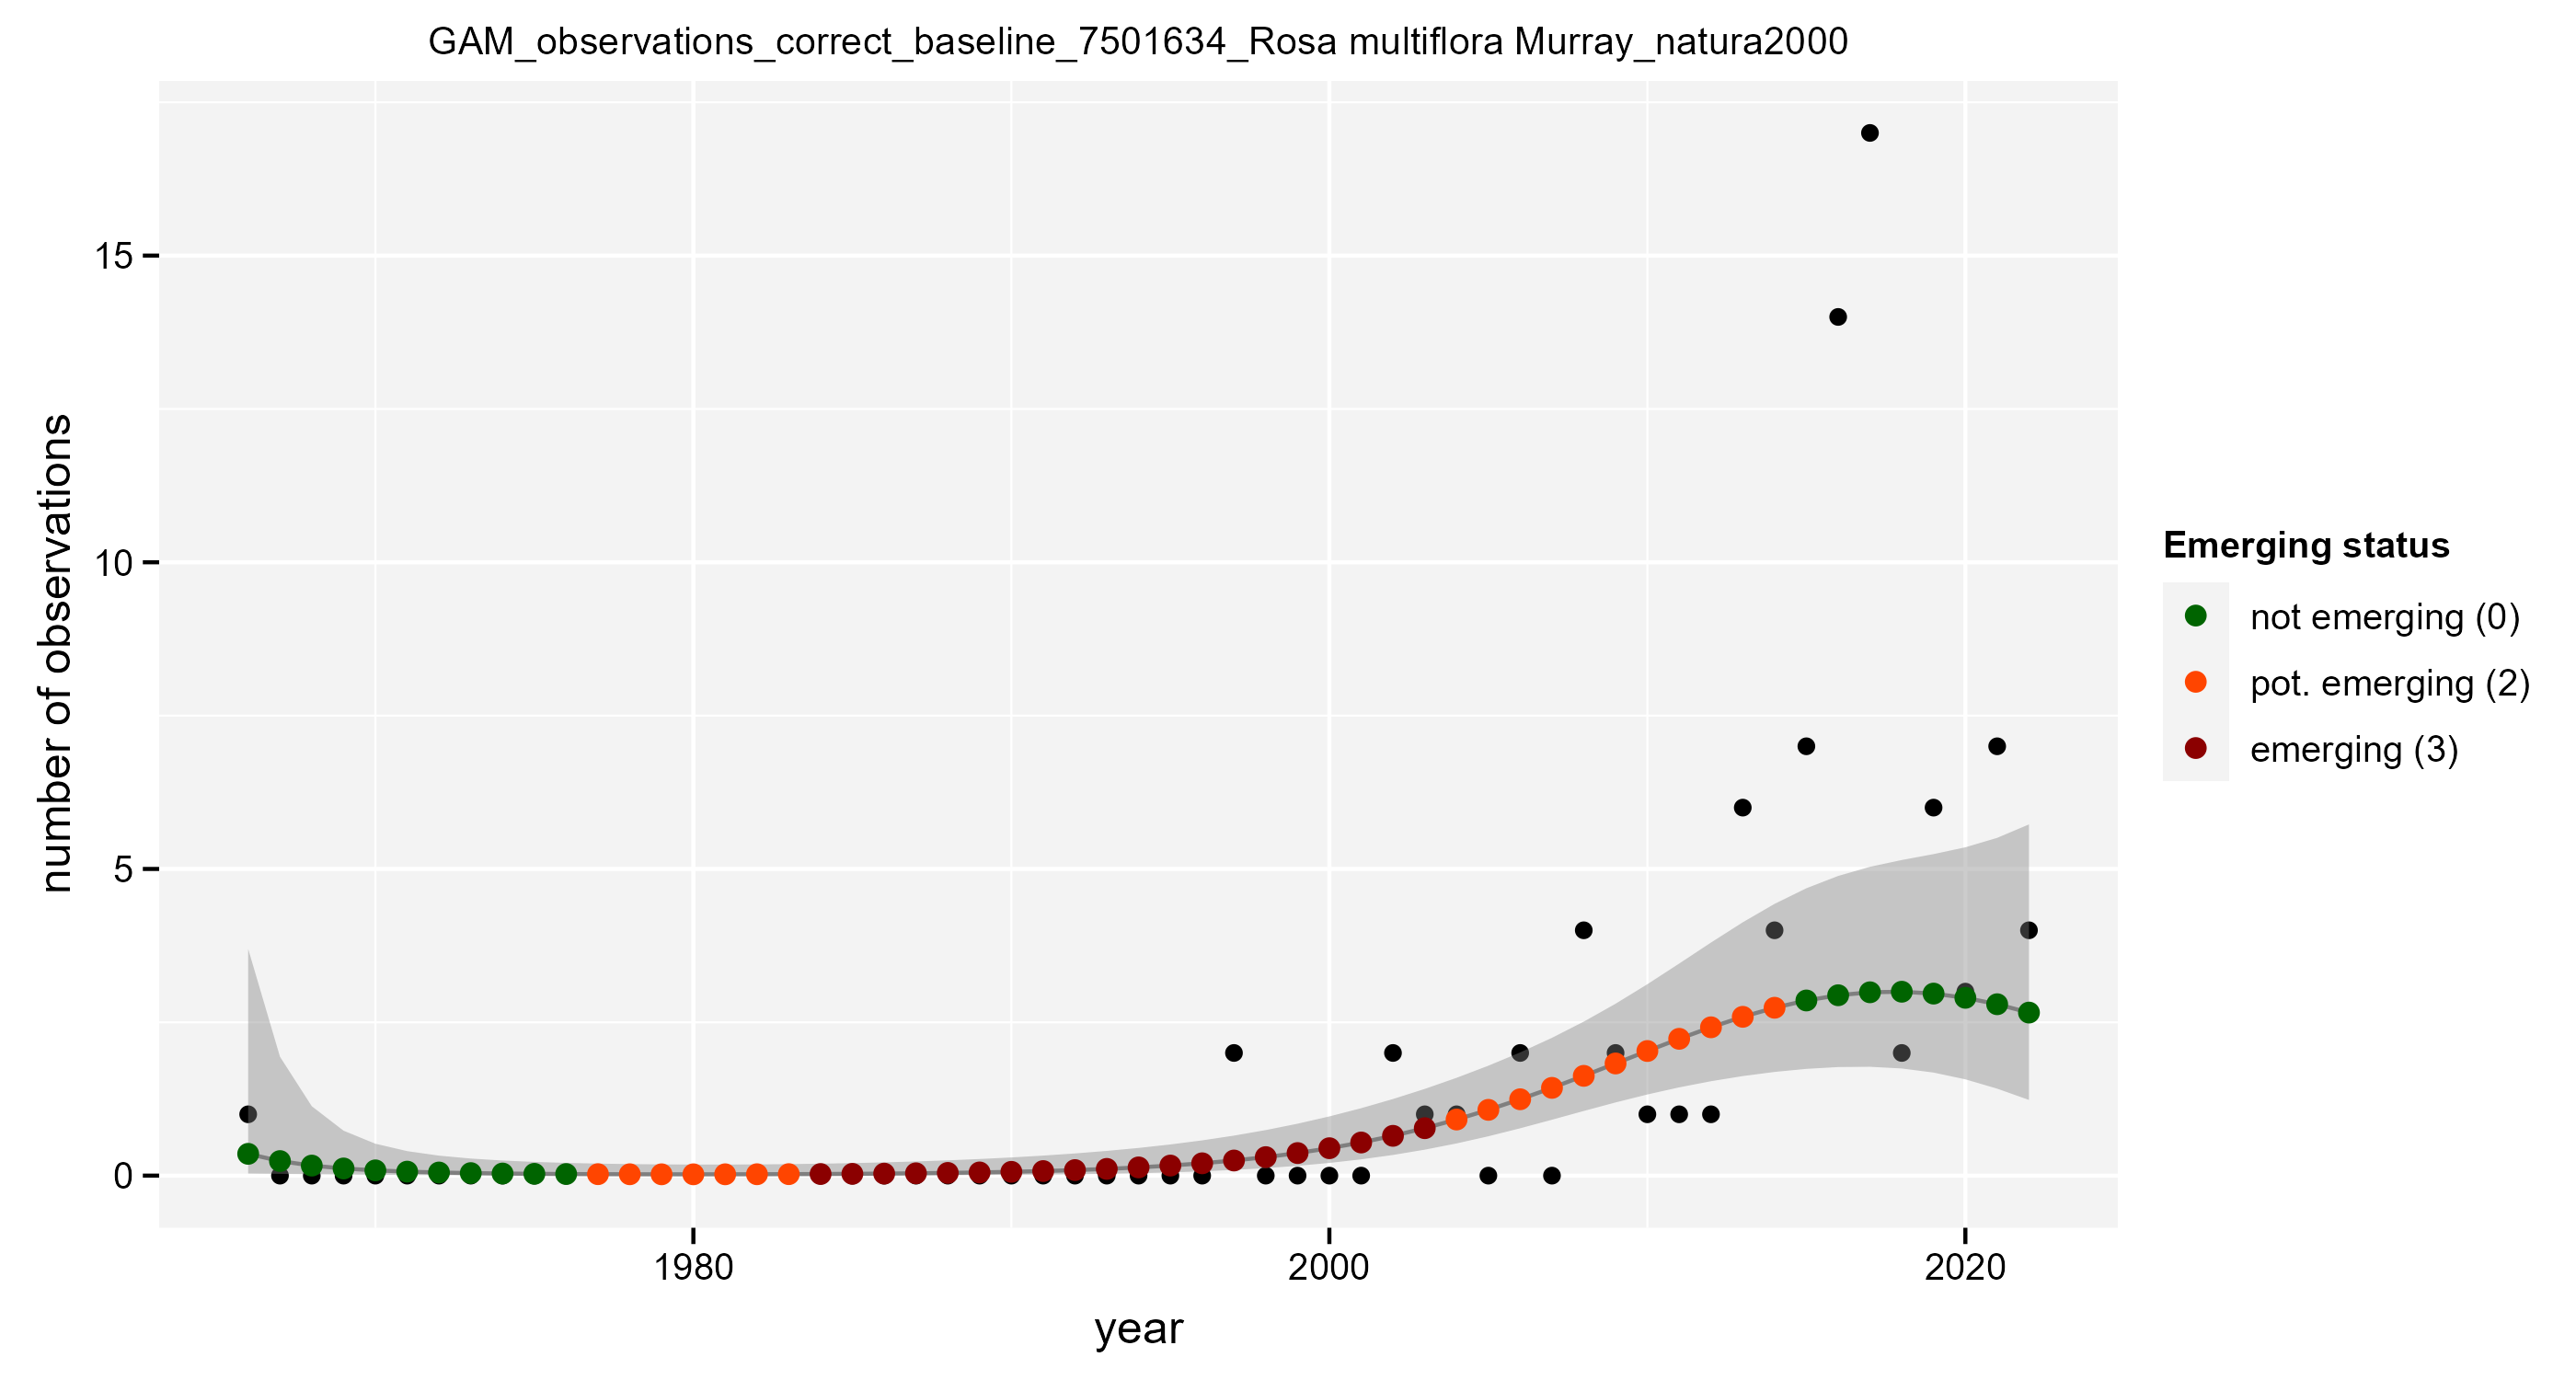 GAM_observations_correct_baseline_7501634_Rosa multiflora Murray_natura2000
number of observations
15
10
5
0
1980
2000
2020
year
Emerging status
not emerging (0)
pot. emerging (2)
emerging (3)